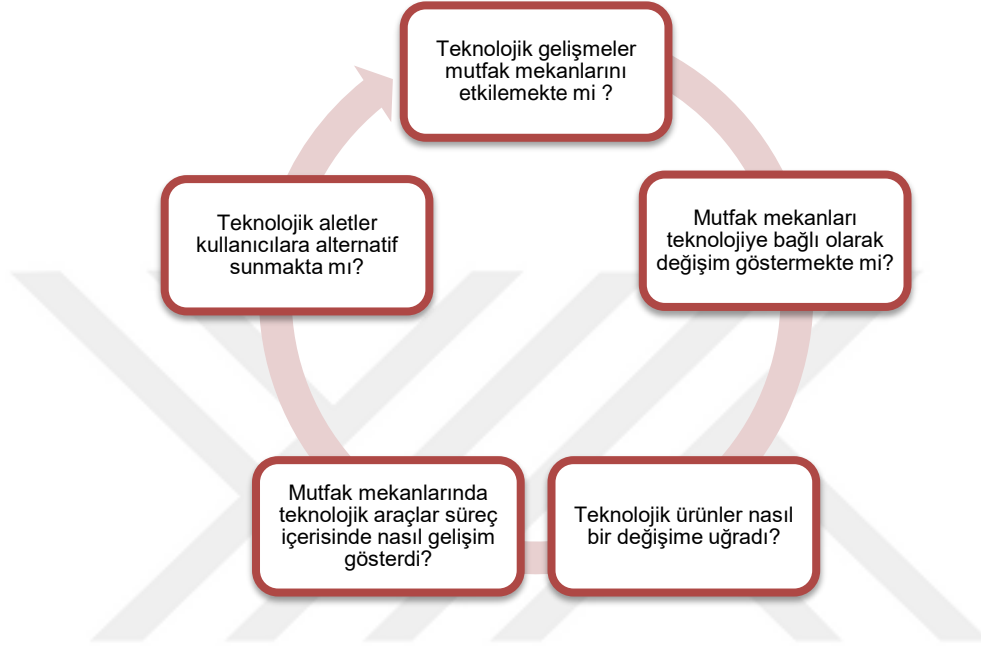 Teknolojik gelişmeler
mutfak mekanlarını
etkilemekte mi ?
Mutfak mekanları
teknolojiye bağlı olarak
değişim göstermekte mi?
Teknolojik ürünler nasıl
bir değişime uğradı?
Mutfak mekanlarında
teknolojik araçlar süreç
içerisinde nasıl gelişim
gösterdi?
Teknolojik aletler
kullanıcılara alternatif
sunmakta mı?